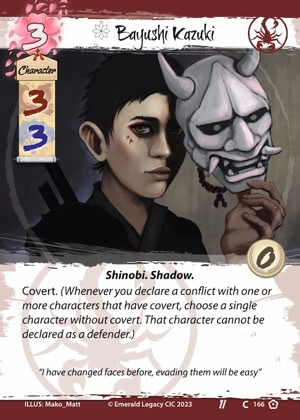 3
Bayushi Kazuki
Character
3
3
0
Shinobi. Shadow.
Covert. (Whenever you declare a conflict with one or
more characters that have covert, choose a single
character without covert. That character cannot be
declared as a defender.)
"I have changed faces before, evading them will be easy"
ILLUS: Mako_Matt
© Emerald Legacy CIC 2023
C 166